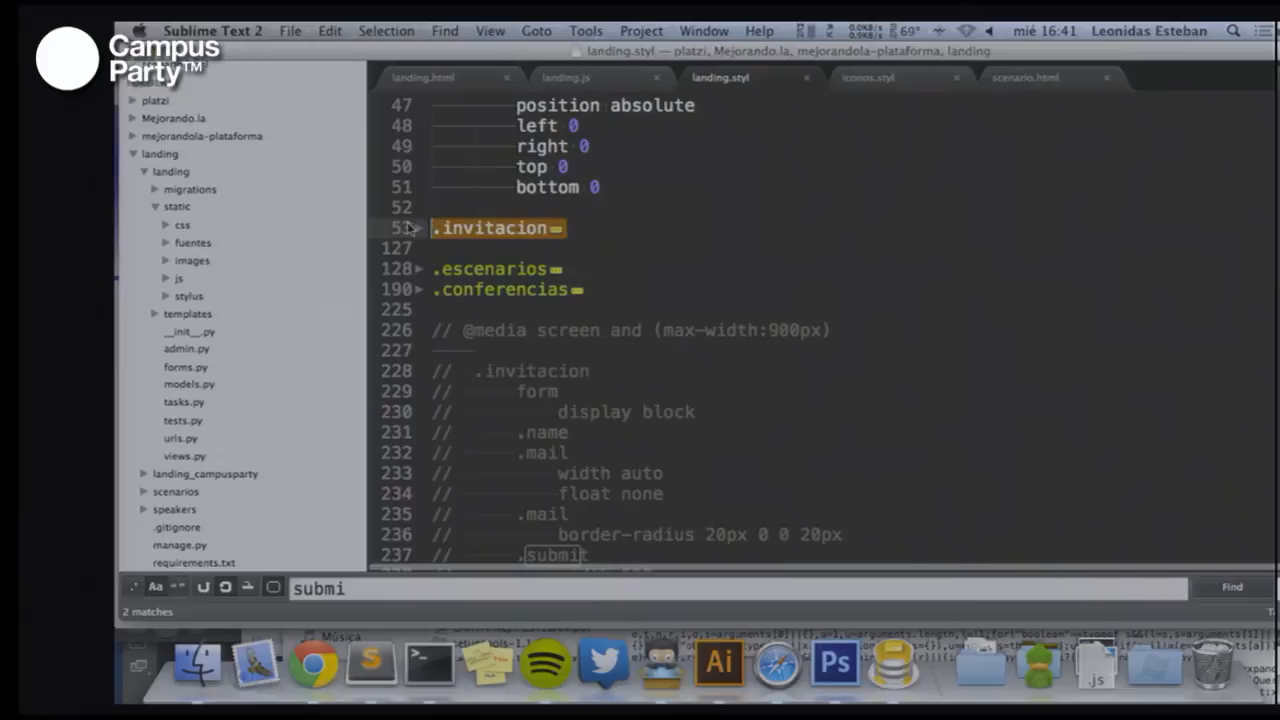 Campus
Party™
Sublime Text 2 File Edit Selection Find View Goto Tools Project Window Help 69° mié 16:41 Leonidas Esteban
landing.styl — platzi, Mejorando.la, mejorandola-plataforma, landing
landing.html × landing.js × landing.styl × iconos.styl × scenario.html ×
platzi
Mejorando.la
mejorandola-plataforma
landing
landing
migrations
static
css
fuentes
images
js
stylus
templates
__init__.py
admin.py
forms.py
models.py
tasks.py
tests.py
urls.py
views.py
landing_campusparty
scenarios
speakers
.gitignore
manage.py
requirements.txt
47 position absolute
48 left 0
49 right 0
50 top 0
51 bottom 0
52
53 .invitacion
127
128 .escenarios
190 .conferencias
225
226 // @media screen and (max-width:900px)
227
228 // .invitacion
229 // form
230 // display block
231 // .name
232 // .mail
233 // width auto
234 // float none
235 // .mail
236 // border-radius 20px 0 0 20px
237 // .submit
Aa submi Find
2 matches
Música
S Ai Ps .js